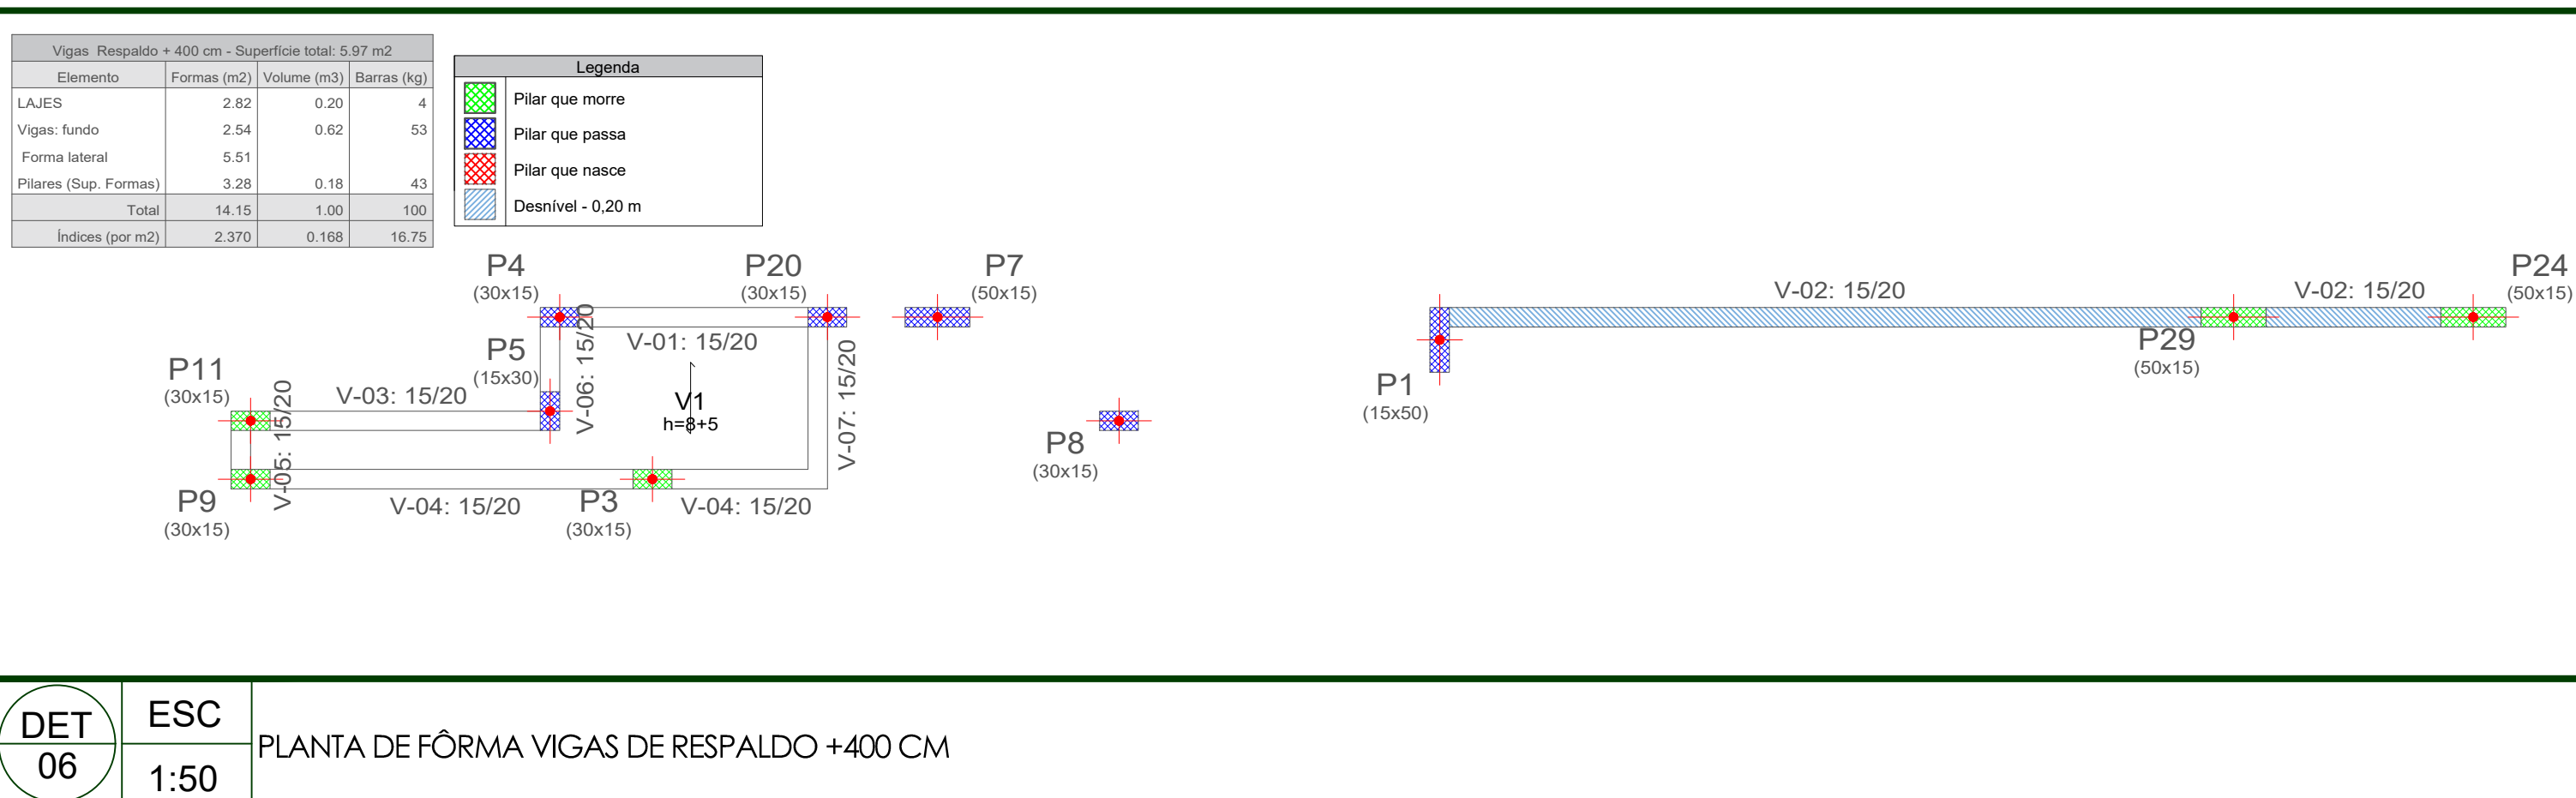 Vigas Respaldo + 400 cm - Superfície total: 5.97 m2
Elemento Formas (m2) Volume (m3) Barras (kg)
LAJES 2.82 0.20 4
Vigas: fundo 2.54 0.62 53
Forma lateral 5.51
Pilares (Sup. Formas) 3.28 0.18 43
Total 14.15 1.00 100
Índices (por m2) 2.370 0.168 16.75
Legenda
Pilar que morre
Pilar que passa
Pilar que nasce
Desnível - 0,20 m
P4
(30x15)
P20
(30x15)
P7
(50x15)
V-02: 15/20
V-02: 15/20
P24
(50x15)
V-01: 15/20
P5
(15x30)
V-06: 15/20
V-07: 15/20
P29
(50x15)
P11
(30x15)
V-03: 15/20
V-05: 15/20
V1
h=8+5
P1
(15x50)
P8
(30x15)
P9
(30x15)
V-04: 15/20
P3
(30x15)
V-04: 15/20
DET
06
ESC
1:50
PLANTA DE FÔRMA VIGAS DE RESPALDO +400 CM